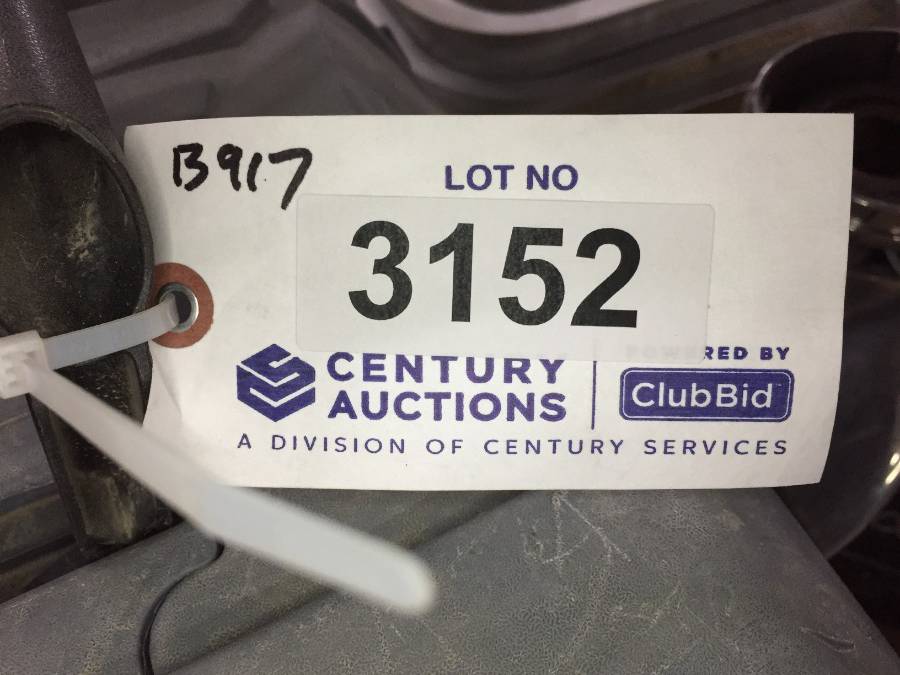 B917
LOT NO
3152
CENTURY
AUCTIONS
POWERED BY
ClubBid
A DIVISION OF CENTURY SERVICES